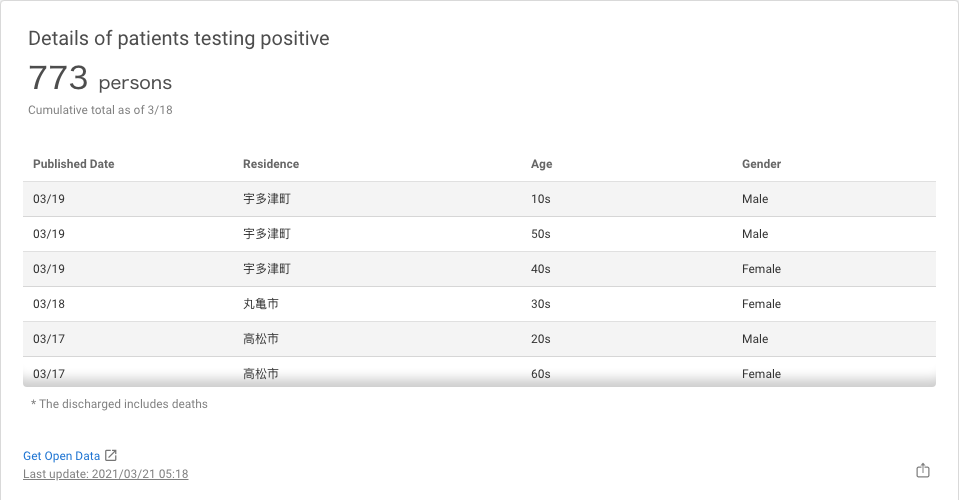 Details of patients testing positive
773 persons
Cumulative total as of 3/18
Published Date Residence Age Gender
03/19 宇多津町 10s Male
03/19 宇多津町 50s Male
03/19 宇多津町 40s Female
03/18 丸亀市 30s Female
03/17 高松市 20s Male
03/17 高松市 60s Female
* The discharged includes deaths
Get Open Data
Last update: 2021/03/21 05:18